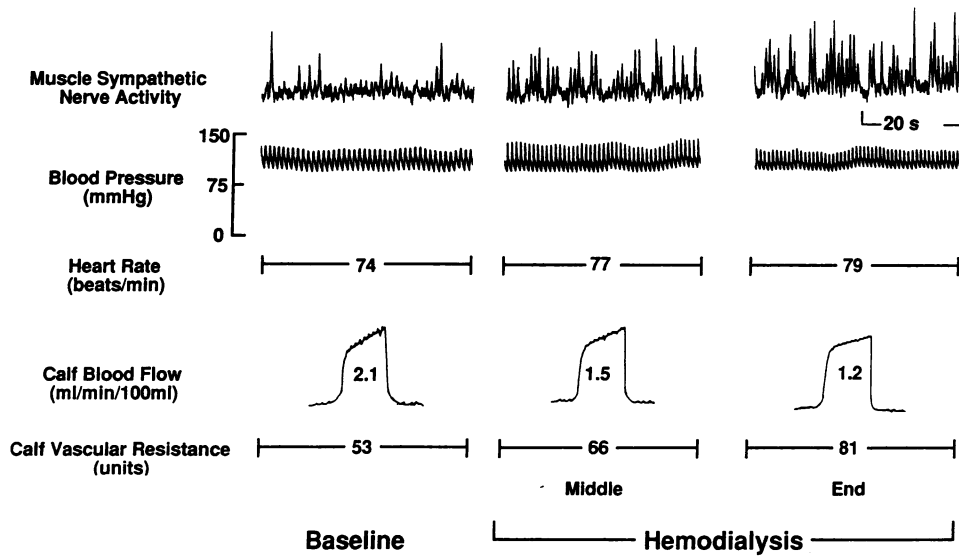 Muscle Sympathetic
Nerve Activity
20 s
150
Blood Pressure
75
(mmHg)
0
Heart Rate
74
77
79
(beats/min)
Calf Blood Flow
2.1
1.5
1.2
(ml/min/100ml)
Calf Vascular Resistance
53
66
81
(units)
Middle
End
Baseline
Hemodialysis